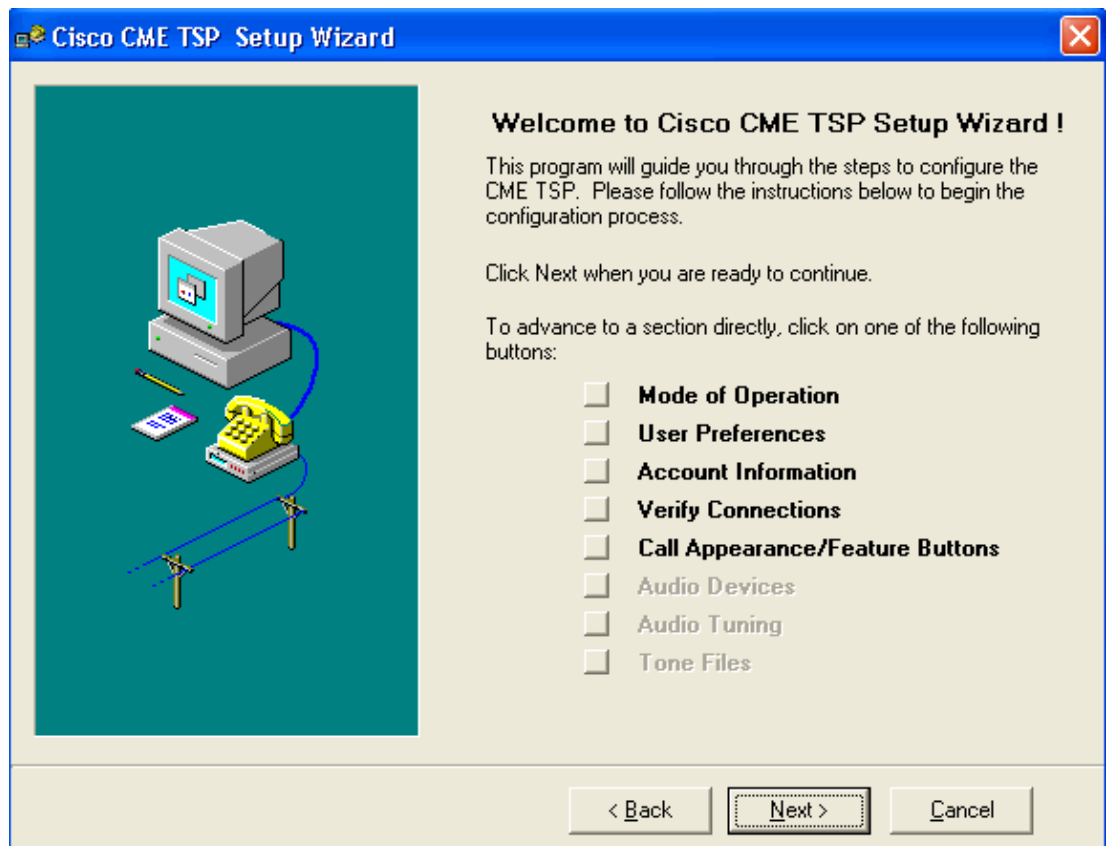 Cisco CME TSP Setup Wizard
Welcome to Cisco CME TSP Setup Wizard !
This program will guide you through the steps to configure the
CME TSP. Please follow the instructions below to begin the
configuration process.
Click Next when you are ready to continue.
To advance to a section directly, click on one of the following
buttons:
Mode of Operation
User Preferences
Account Information
Verify Connections
Call Appearance/Feature Buttons
Audio Devices
Audio Tuning
Tone Files
< Back
Next >
Cancel